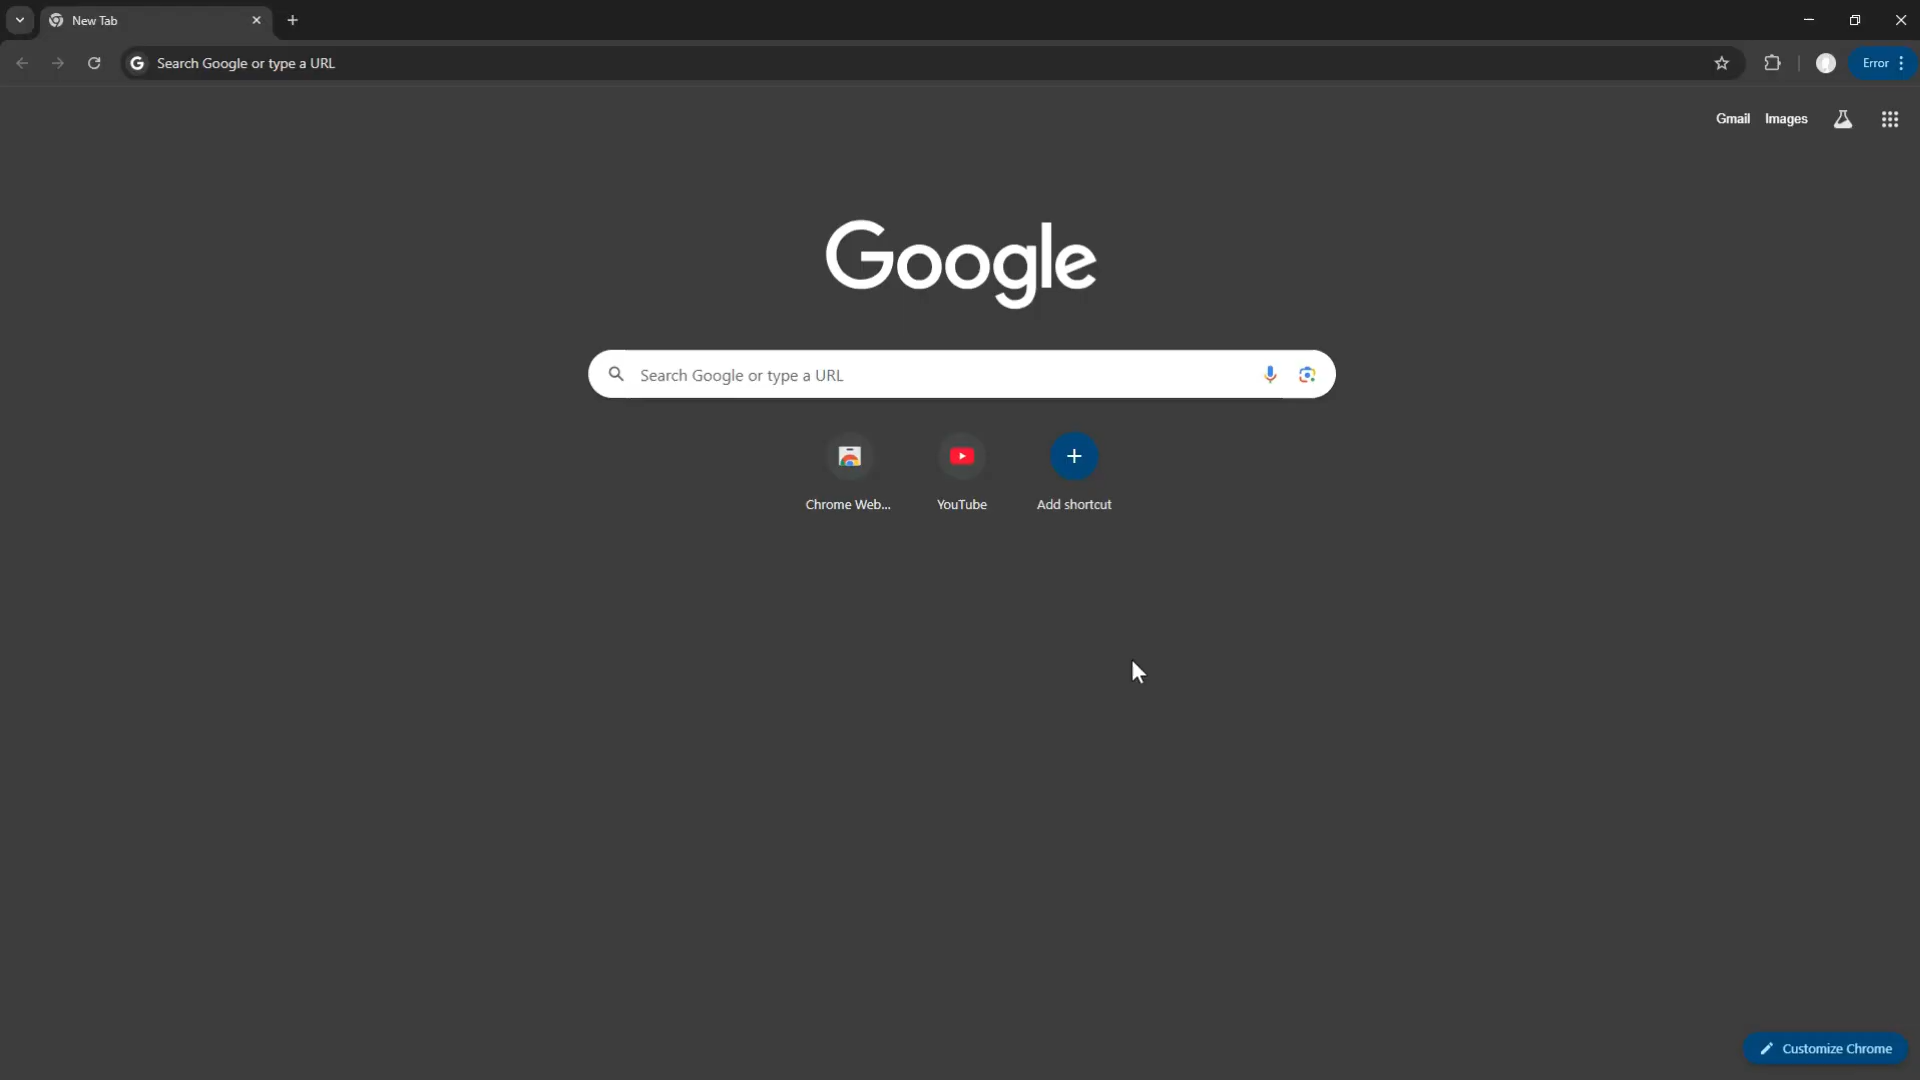 New Tab
Search Google or type a URL
Error
Gmail Images
Google
Search Google or type a URL
Chrome Web... YouTube Add shortcut
Customize Chrome